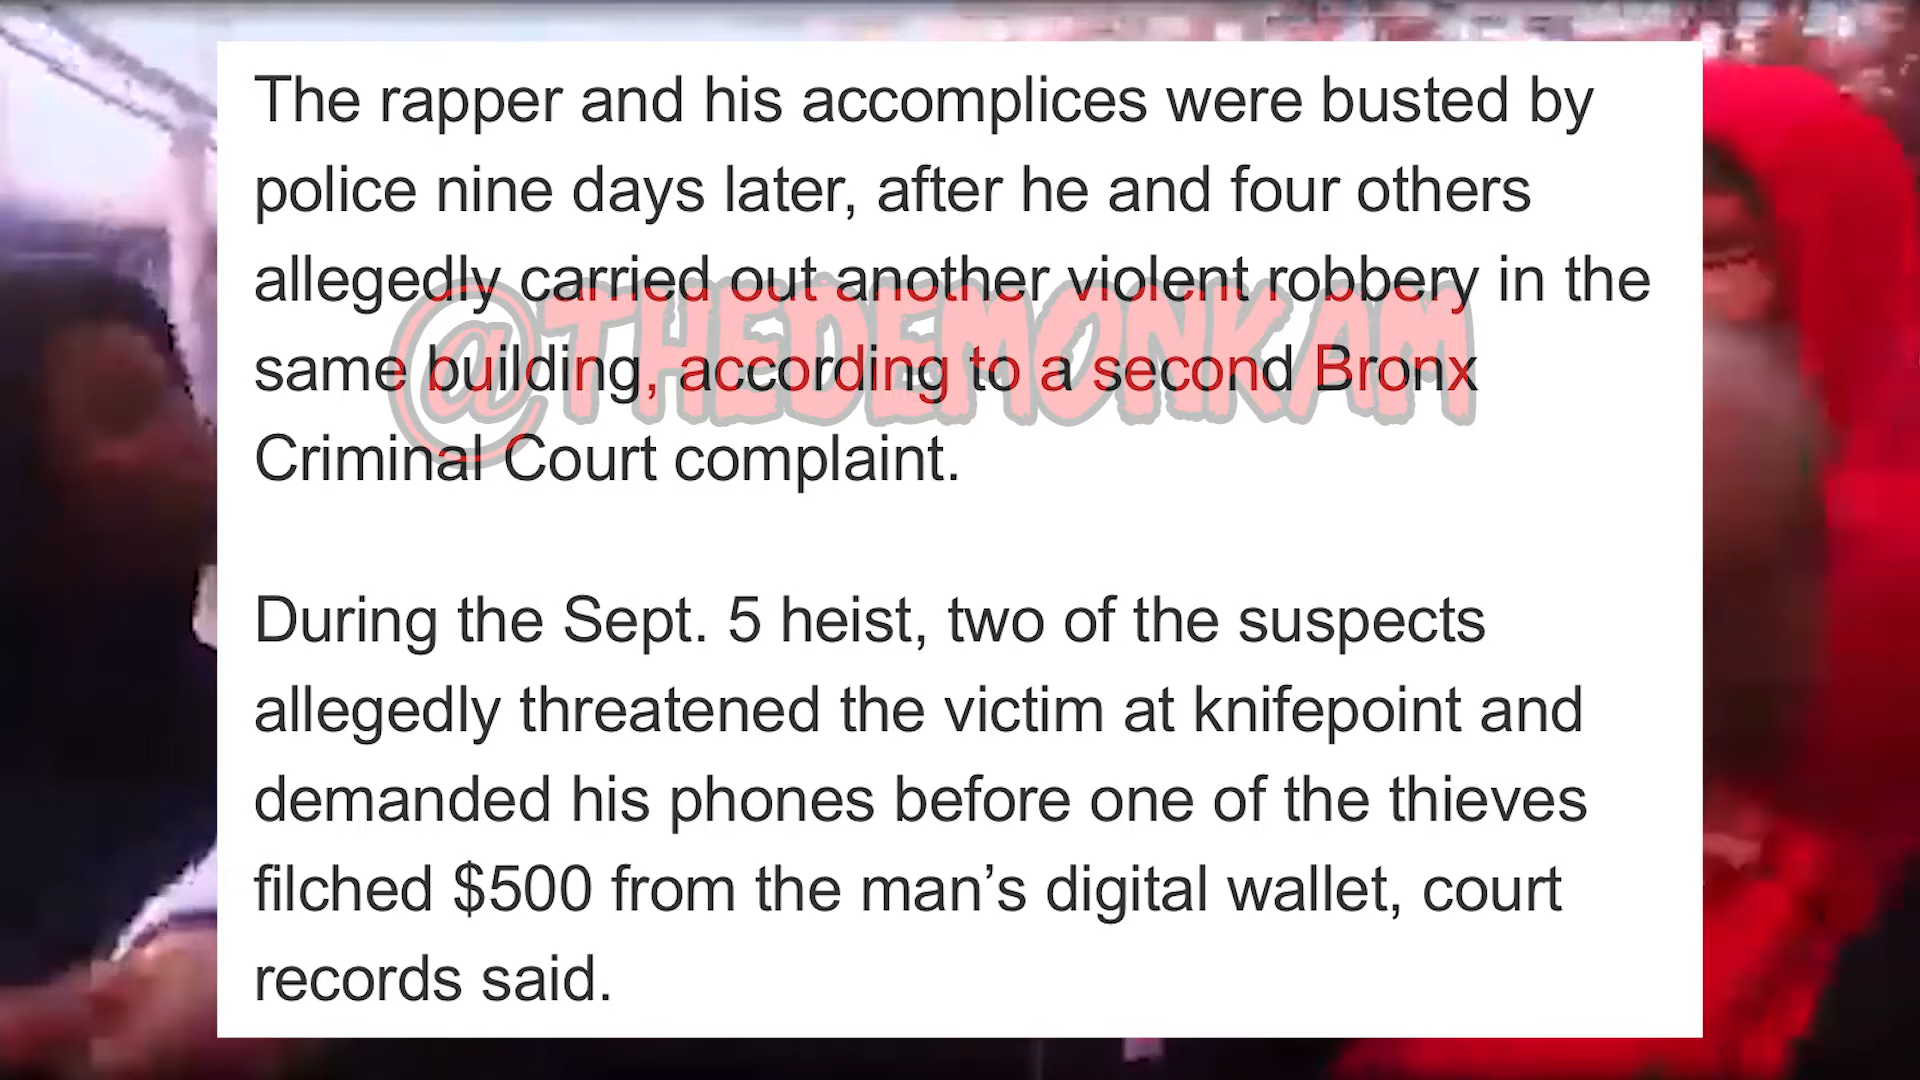 The rapper and his accomplices were busted by
police nine days later, after he and four others
allegedly carried out another violent robbery in the
same building, according to a second Bronx
Criminal Court complaint.
@THEDEMONKAM
During the Sept. 5 heist, two of the suspects
allegedly threatened the victim at knifepoint and
demanded his phones before one of the thieves
filched $500 from the man’s digital wallet, court
records said.